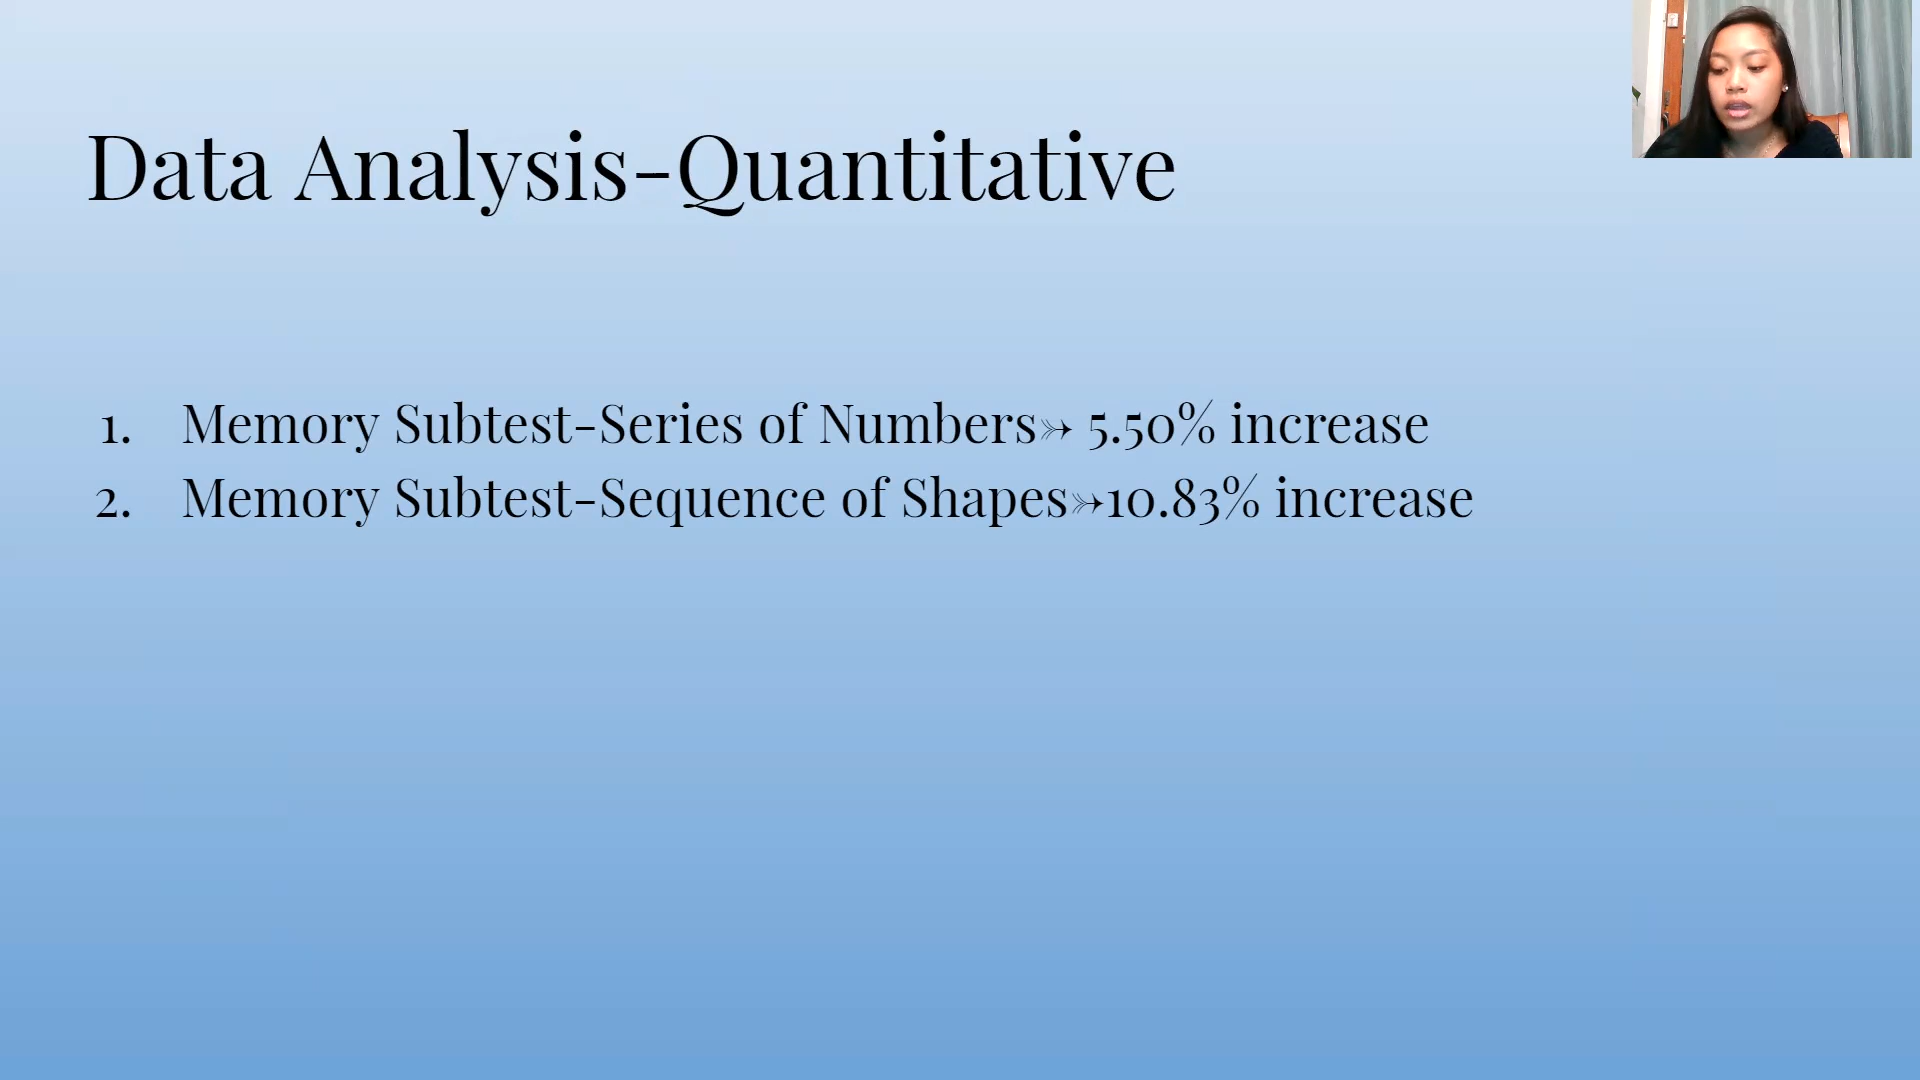 Data Analysis-Quantitative
1. Memory Subtest-Series of Numbers⤖ 5.50% increase
2. Memory Subtest-Sequence of Shapes⤖10.83% increase